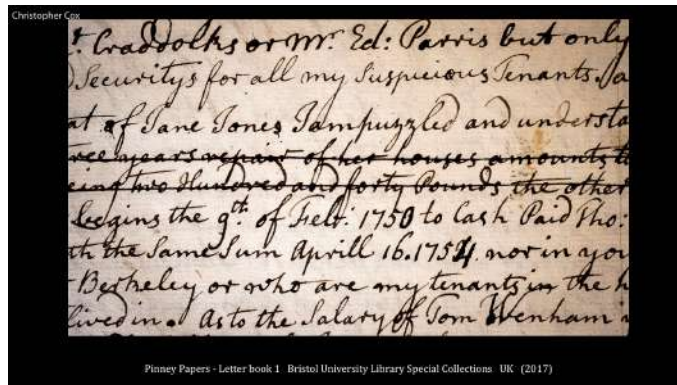 Christopher Cox
r. Craddolks or Mr. Ed: Parris but only
Securitys for all my Suspicious Tenants. a
at of Jane Jones I am puzzled and understa
ree years repair of her houses amounts t
eing two Hundred and forty Pounds the other
begins the 9th. of Febr: 1750 to Cash Paid Tho:
th the Same Sum Aprill 16. 1754 nor in you
Berkeley or who are my tenants in the h
lived in. As to the Salary of Tom Wenham
Pinney Papers - Letter book 1 Bristol University Library Special Collections UK (2017)